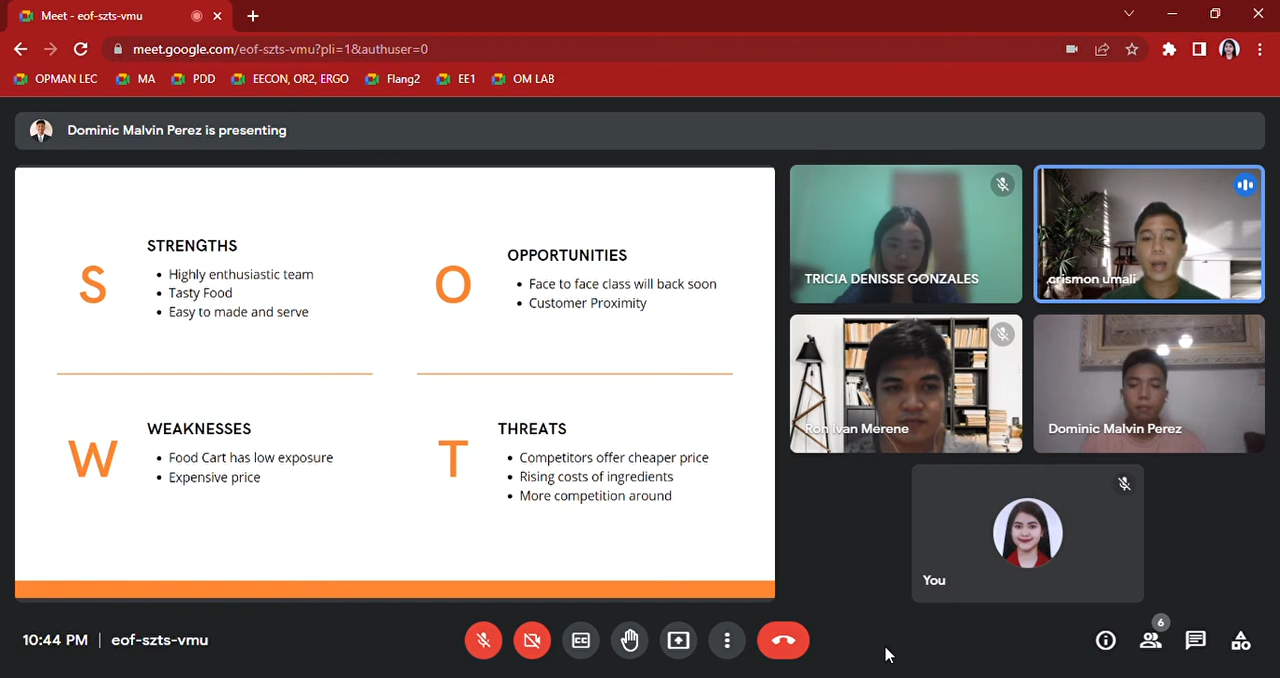 Meet - eof-szts-vmu
meet.google.com/eof-szts-vmu?pli=1&authuser=0
OPMAN LEC MA PDD EECON, OR2, ERGO Flang2 EE1 OM LAB
Dominic Malvin Perez is presenting
S
STRENGTHS
• Highly enthusiastic team
• Tasty Food
• Easy to made and serve
O
OPPORTUNITIES
• Face to face class will back soon
• Customer Proximity
W
WEAKNESSES
• Food Cart has low exposure
• Expensive price
T
THREATS
• Competitors offer cheaper price
• Rising costs of ingredients
• More competition around
TRICIA DENISSE GONZALES
crismon umali
Ron Ivan Merene
Dominic Malvin Perez
You
10:44 PM | eof-szts-vmu
CC
6